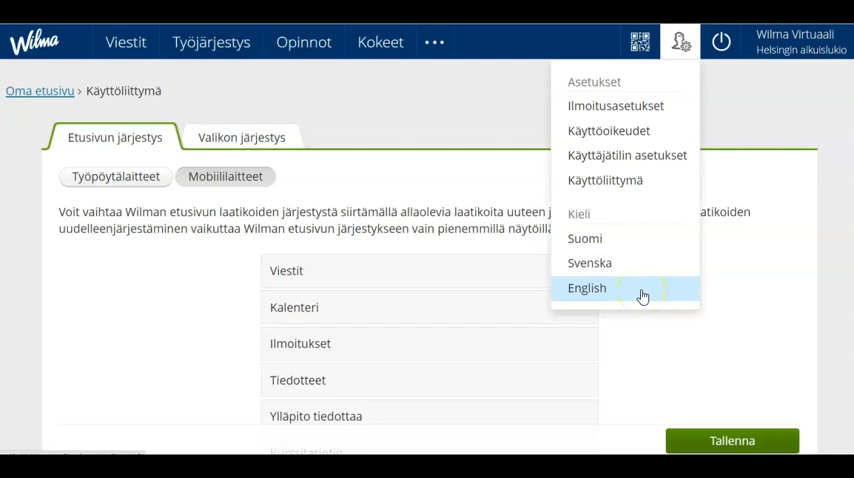 Wilma
Viestit
Työjärjestys
Opinnot
Kokeet
Wilma Virtuaali
Helsingin aikuislukio
Oma etusivu › Käyttöliittymä
Asetukset
Ilmoitusasetukset
Käyttöoikeudet
Käyttäjätilin asetukset
Käyttöliittymä
Kieli
Suomi
Svenska
English
Etusivun järjestys
Valikon järjestys
Työpöytälaitteet
Mobiililaitteet
Voit vaihtaa Wilman etusivun laatikoiden järjestystä siirtämällä allaolevia laatikoita uuteen j atikoiden
uudelleenjärjestäminen vaikuttaa Wilman etusivun järjestykseen vain pienemmillä näytöillä
Viestit
Kalenteri
Ilmoitukset
Tiedotteet
Ylläpito tiedottaa
Tallenna